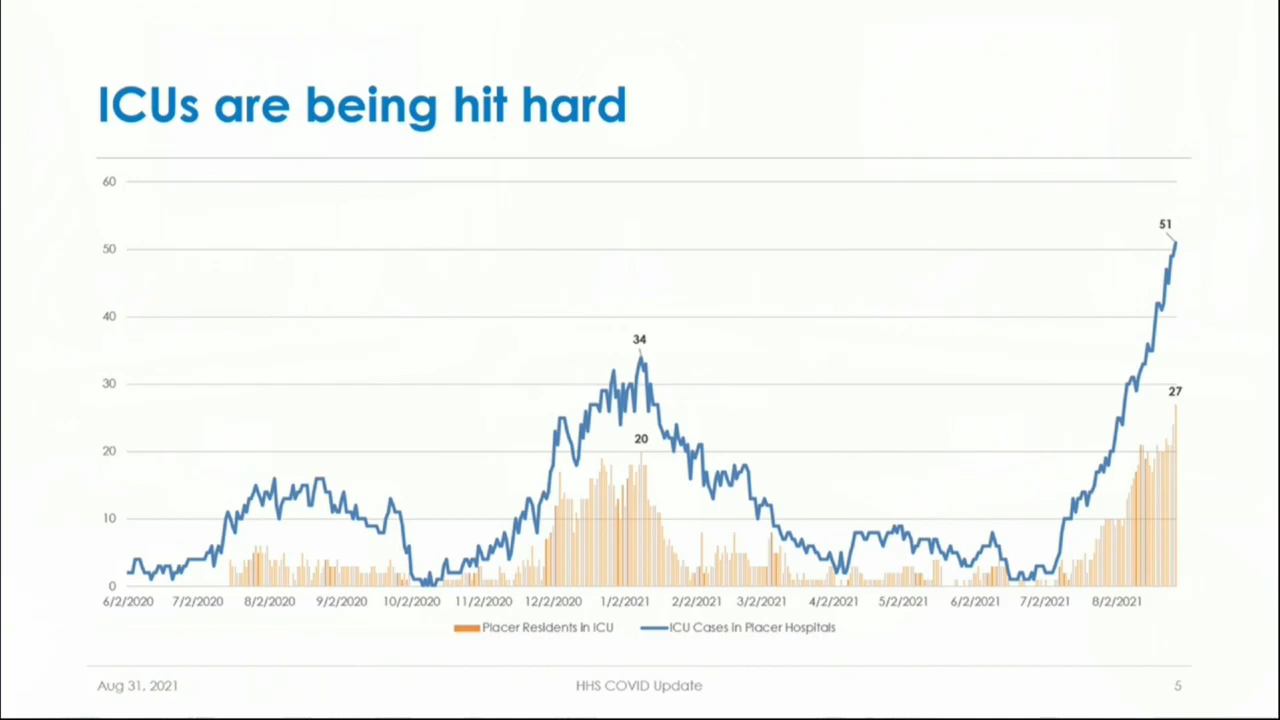 ICUs are being hit hard
60
50
40
30
20
10
0
51
34
27
20
6/2/2020 7/2/2020 8/2/2020 9/2/2020 10/2/2020 11/2/2020 12/2/2020 1/2/2021 2/2/2021 3/2/2021 4/2/2021 5/2/2021 6/2/2021 7/2/2021 8/2/2021
Placer Residents in ICU ICU Cases in Placer Hospitals
Aug 31, 2021 HHS COVID Update 5